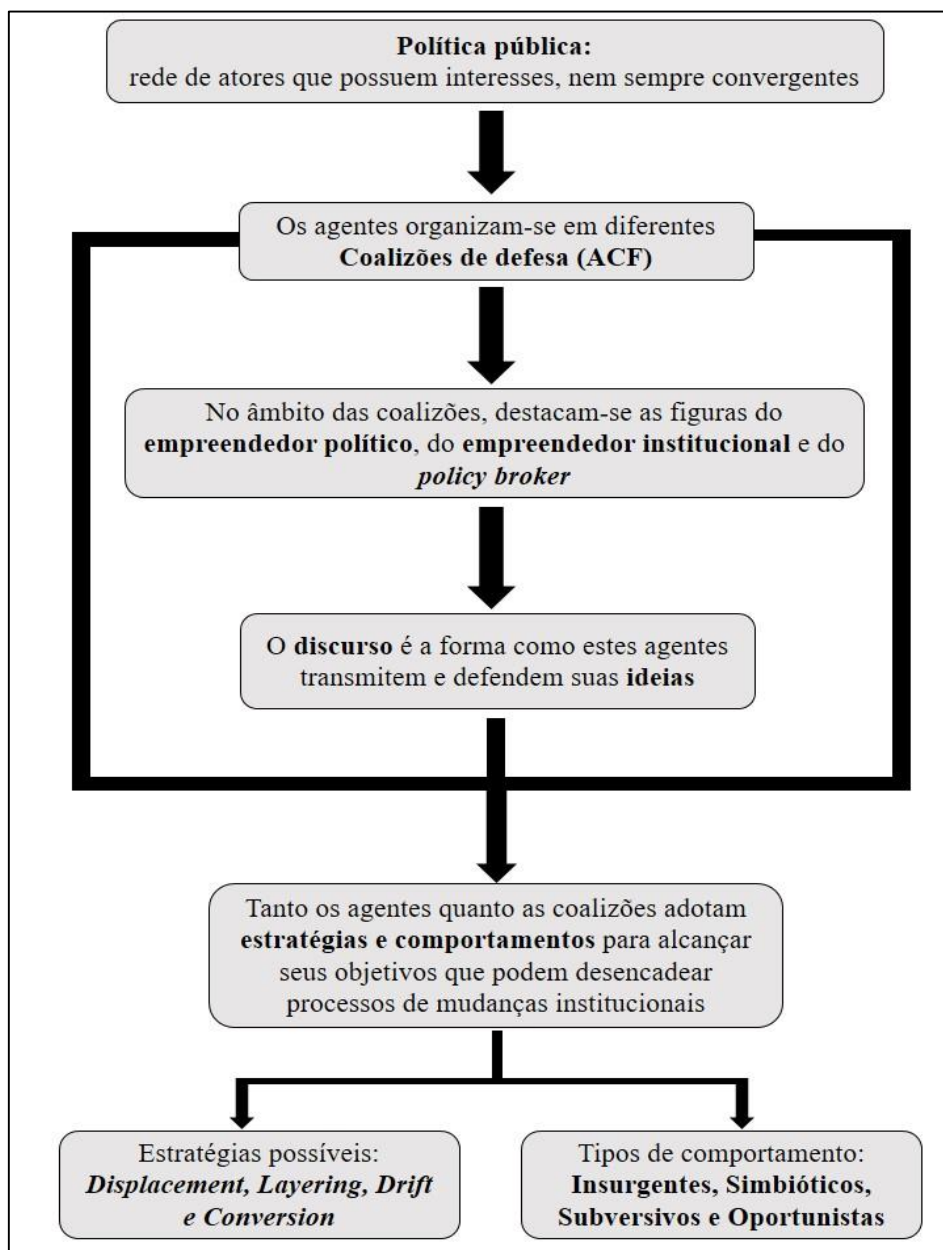 Política pública:
rede de atores que possuem interesses, nem sempre convergentes
Os agentes organizam-se em diferentes
Coalizões de defesa (ACF)
No âmbito das coalizões, destacam-se as figuras do
empreendedor político, do empreendedor institucional e do
policy broker
O discurso é a forma como estes agentes
transmitem e defendem suas ideias
Tanto os agentes quanto as coalizões adotam
estratégias e comportamentos para alcançar
seus objetivos que podem desencadear
processos de mudanças institucionais
Estratégias possíveis:
Displacement, Layering, Drift
e Conversion
Tipos de comportamento:
Insurgentes, Simbióticos,
Subversivos e Oportunistas